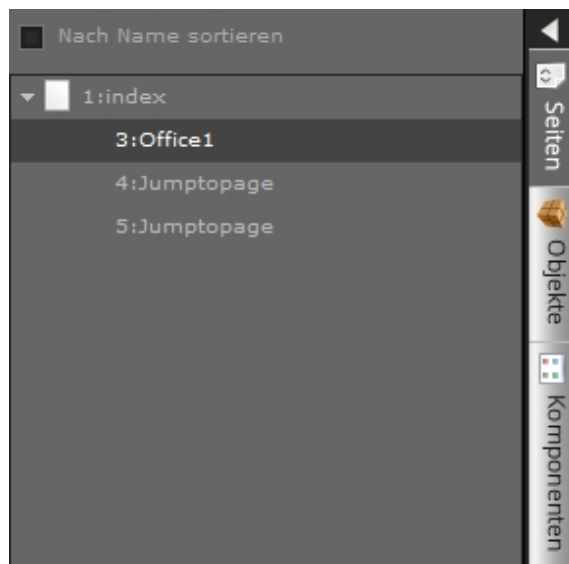 Nach Name sortieren
1:index
3:Office1
4:Jumptopage
5:Jumptopage
Seiten
Objekte
Komponenten